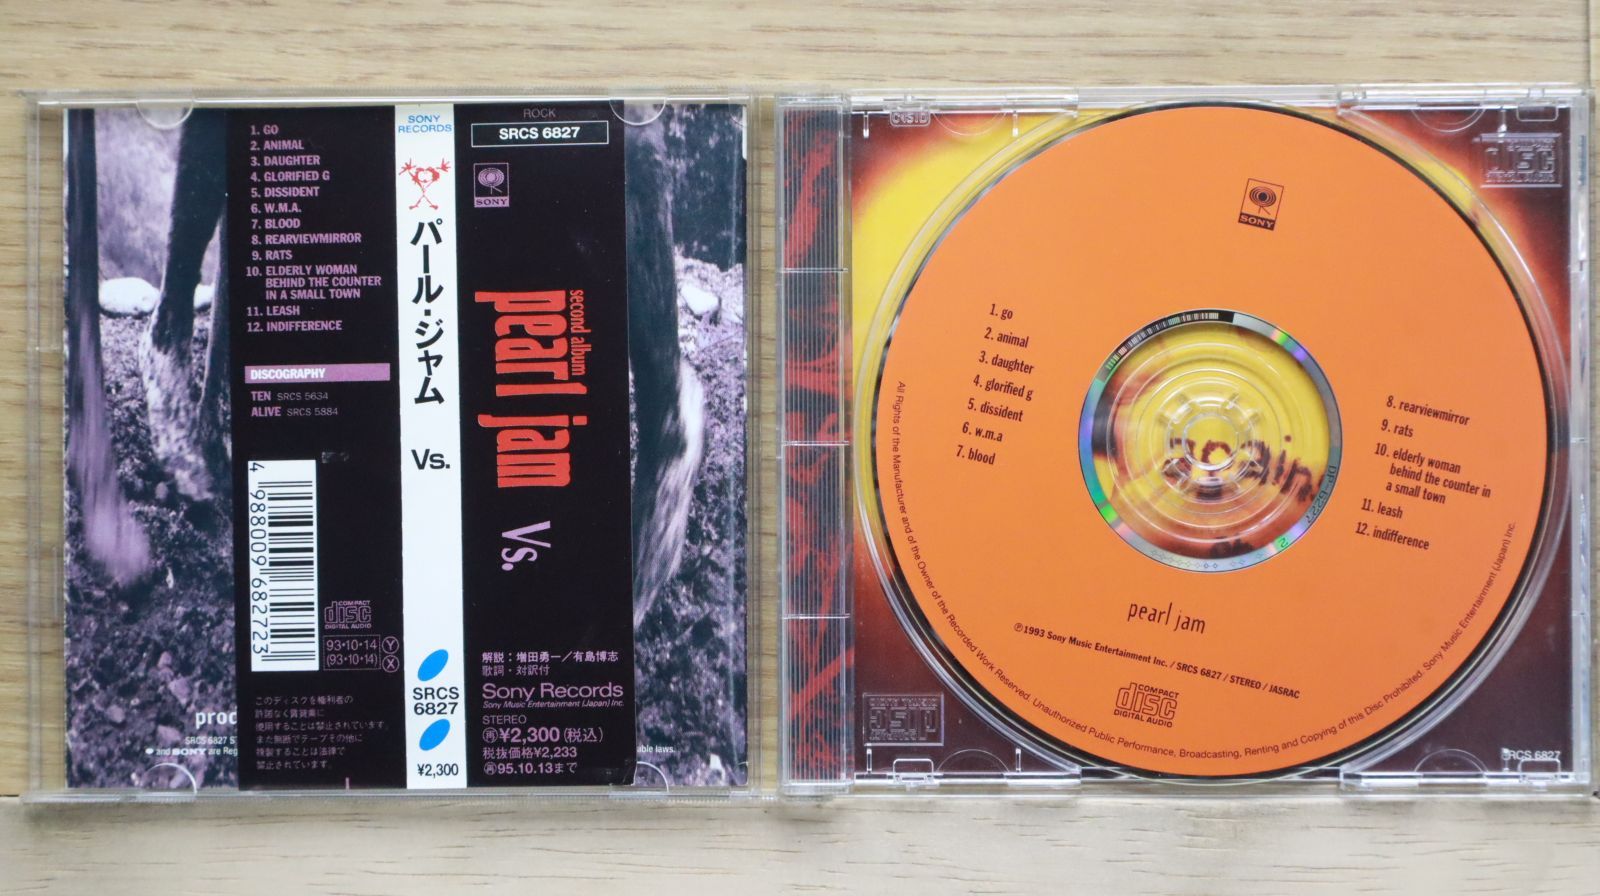 1. GO
2. ANIMAL
3. DAUGHTER
4. GLORIFIED G
5. DISSIDENT
6. W.M.A.
7. BLOOD
8. REARVIEWMIRROR
9. RATS
10. ELDERLY WOMAN
BEHIND THE COUNTER
IN A SMALL TOWN
11. LEASH
12. INDIFFERENCE
DISCOGRAPHY
TEN SRCS 5634
ALIVE SRCS 5884
4 988009 682723
COMPACT
disc
DIGITAL AUDIO
93・10・14 Y
(93・10・14) X
このディスクを権利者の
許諾なく賃貸業に
使用することは禁止されています。
また無断でテープその他に
複製することは法律で
禁止されています。
SONY
RECORDS
パール・ジャム
Vs.
SRCS
6827
¥2,300
ROCK
SRCS 6827
SONY
second album
pearl jam
Vs.
解説:増田勇一/有島博志
歌詞・対訳付
Sony Records
Sony Music Entertainment (Japan) Inc.
STEREO
再¥2,300(税込)
税抜価格¥2,233
再95.10.13まで
SRCS 6827
and SONY are
able laws.
SONY
1. go
2. animal
3. daughter
4. glorified g
5. dissident
6. w.m.a
7. blood
8. rearviewmirror
9. rats
10. elderly woman
behind the counter in
a small town
11. leash
12. indifference
pearl jam
℗1993 Sony Music Entertainment Inc. / SRCS 6827 / STEREO / JASRAC
COMPACT
disc
DIGITAL AUDIO
All Rights of the Manufacturer and of the Owner of the Recorded Work Reserved. Unauthorized Public Performance, Broadcasting, Renting and Copying of this Disc Prohibited. Sony Music Entertainment (Japan) Inc.
SRCS 6827